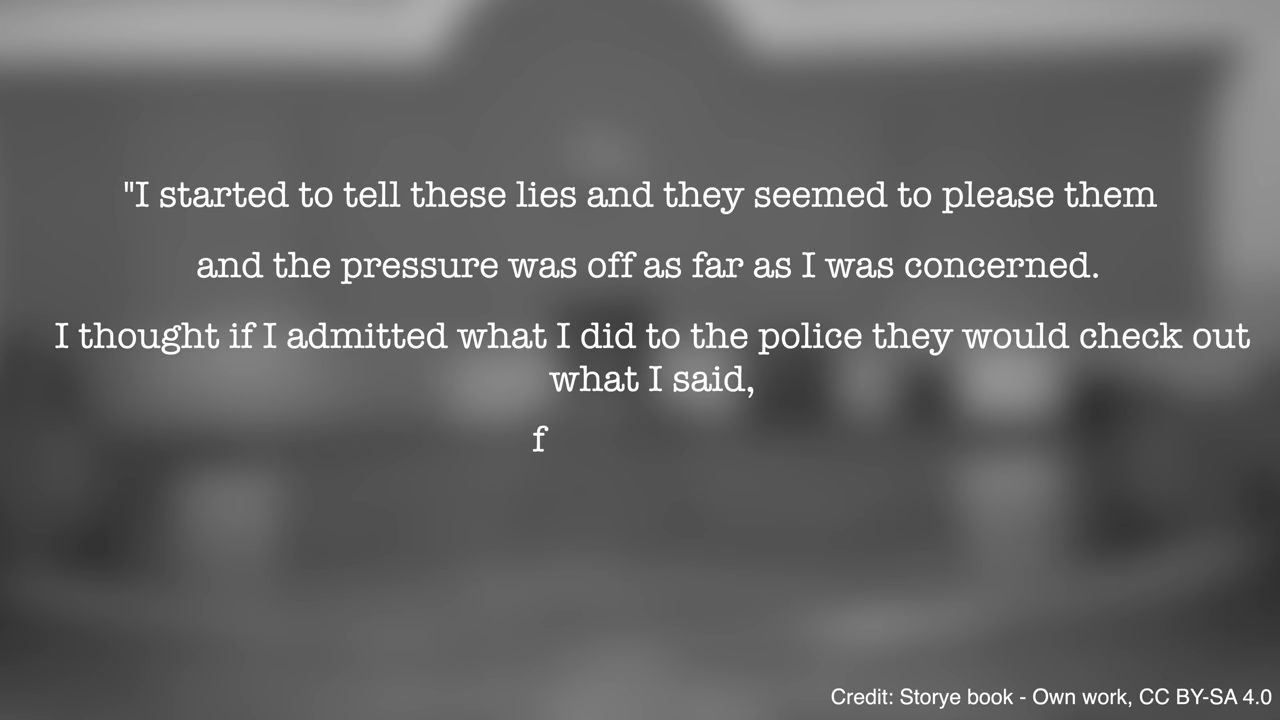 "I started to tell these lies and they seemed to please them
and the pressure was off as far as I was concerned.
I thought if I admitted what I did to the police they would check out
what I said,
f
Credit: Storye book - Own work, CC BY-SA 4.0